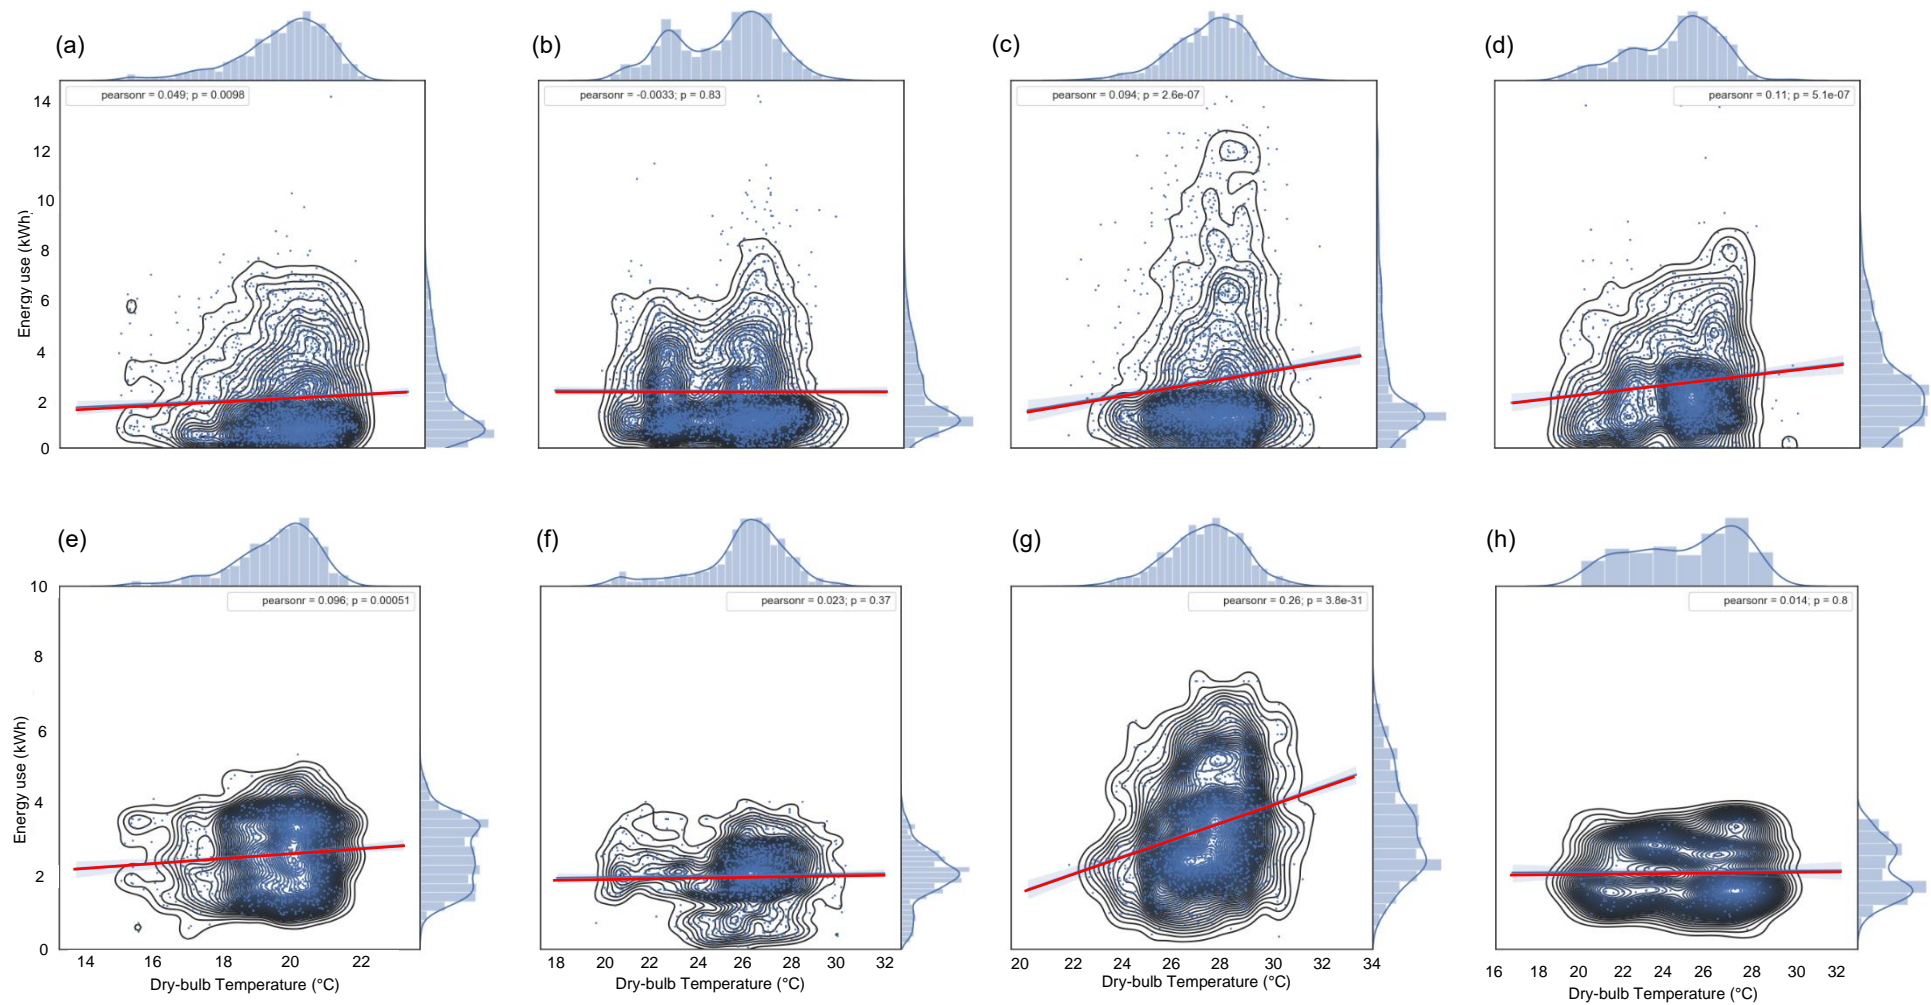 (a)
(b)
(c)
(d)
pearsonr = 0.049; p = 0.0098
pearsonr = -0.0033; p = 0.83
pearsonr = 0.094; p = 2.6e-07
pearsonr = 0.11; p = 5.1e-07
14
12
10
8
6
4
2
0
Energy use (kWh)
(e)
(f)
(g)
(h)
pearsonr = 0.096; p = 0.00051
pearsonr = 0.023; p = 0.37
pearsonr = 0.26; p = 3.8e-31
pearsonr = 0.014; p = 0.8
10
8
6
4
2
0
Energy use (kWh)
14 16 18 20 22
18 20 22 24 26 28 30 32
20 22 24 26 28 30 32 34
16 20 22 24 26 28 30 32
Dry-bulb Temperature (°C)
Dry-bulb Temperature (°C)
Dry-bulb Temperature (°C)
Dry-bulb Temperature (°C)